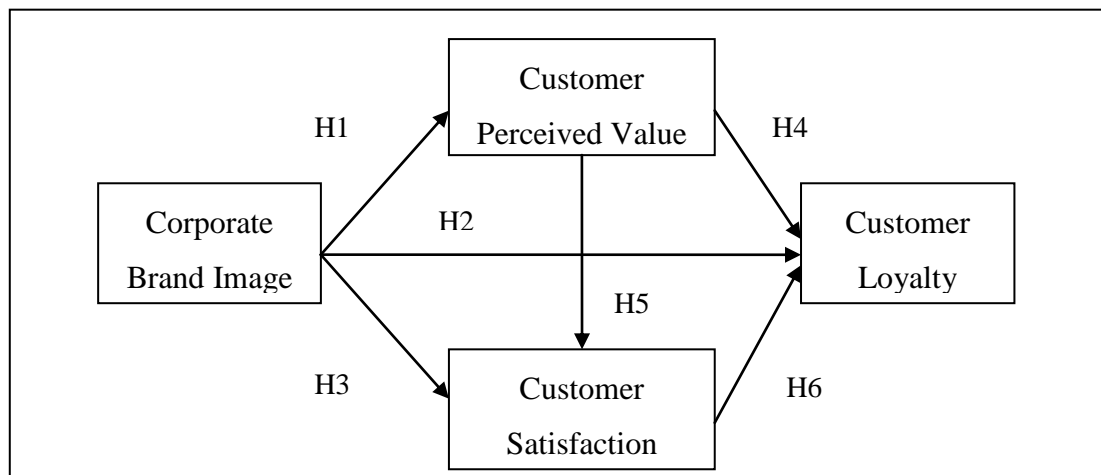 Customer
Perceived Value
H1
H4
Corporate
Brand Image
H2
Customer
Loyalty
H5
H3
Customer
Satisfaction
H6